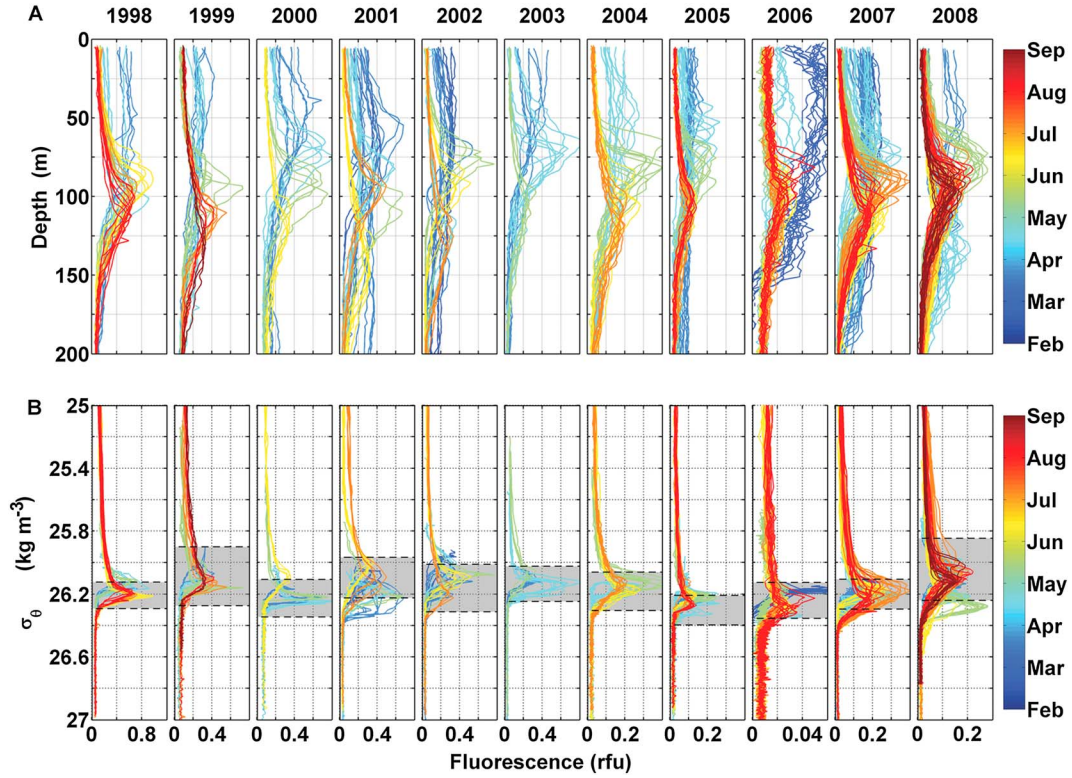 A
1998 1999 2000 2001 2002 2003 2004 2005 2006 2007 2008
0
50
100
150
200
Depth (m)
Sep
Aug
Jul
Jun
May
Apr
Mar
Feb
B
25
25.4
25.8
26.2
26.6
27
σθ (kg m-3)
Sep
Aug
Jul
Jun
May
Apr
Mar
Feb
0 0.8 0 0.4 0 0.4 0 0.4 0 0.4 0 0.4 0 0.4 0 0.2 0 0.04 0 0.2 0 0.2
Fluorescence (rfu)